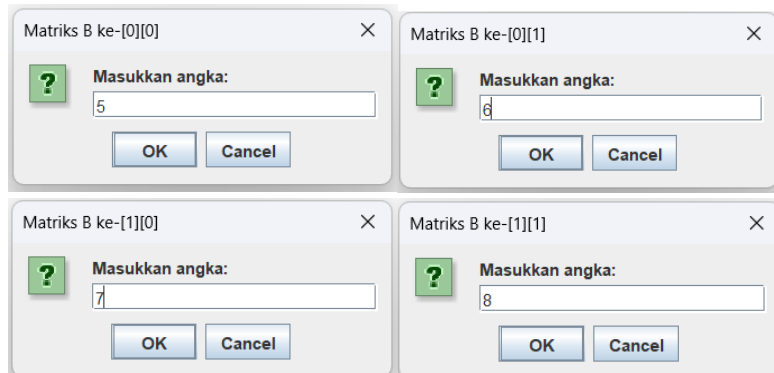 Matriks B ke-[0][0]
Masukkan angka:
5
OK Cancel
Matriks B ke-[0][1]
Masukkan angka:
6
OK Cancel
Matriks B ke-[1][0]
Masukkan angka:
7
OK Cancel
Matriks B ke-[1][1]
Masukkan angka:
8
OK Cancel